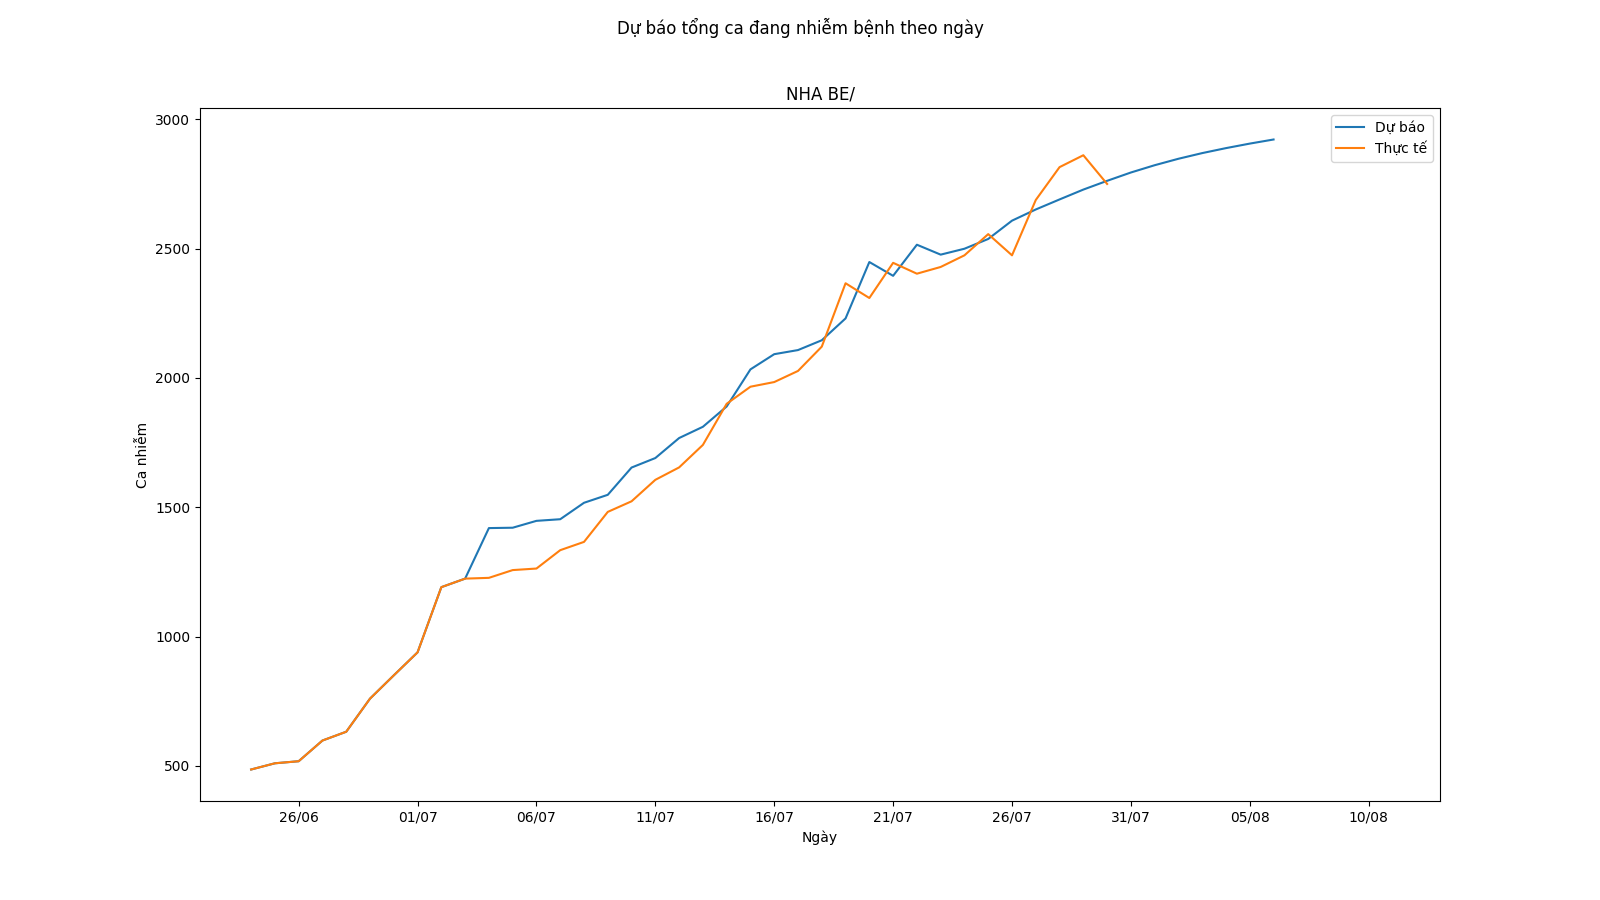 Dự báo tổng ca đang nhiễm bệnh theo ngày
NHA BE/
Dự báo
Thực tế
3000
2500
2000
1500
1000
500
Ca nhiễm
26/06 01/07 06/07 11/07 16/07 21/07 26/07 31/07 05/08 10/08
Ngày